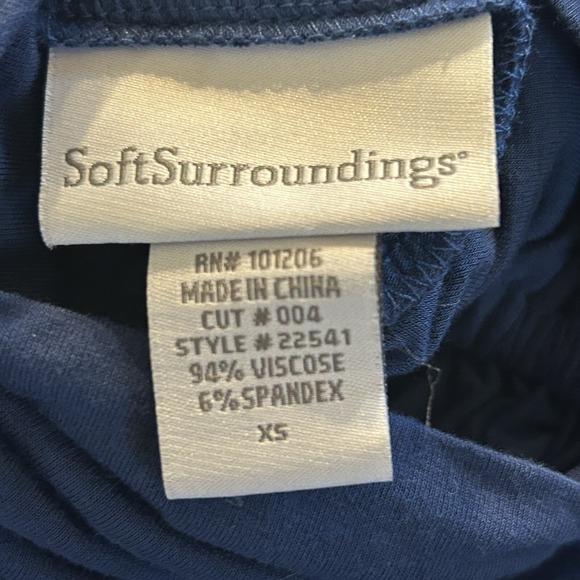 SoftSurroundings®
RN# 101206
MADE IN CHINA
CUT # 004
STYLE # 22541
94% VISCOSE
6% SPANDEX
XS